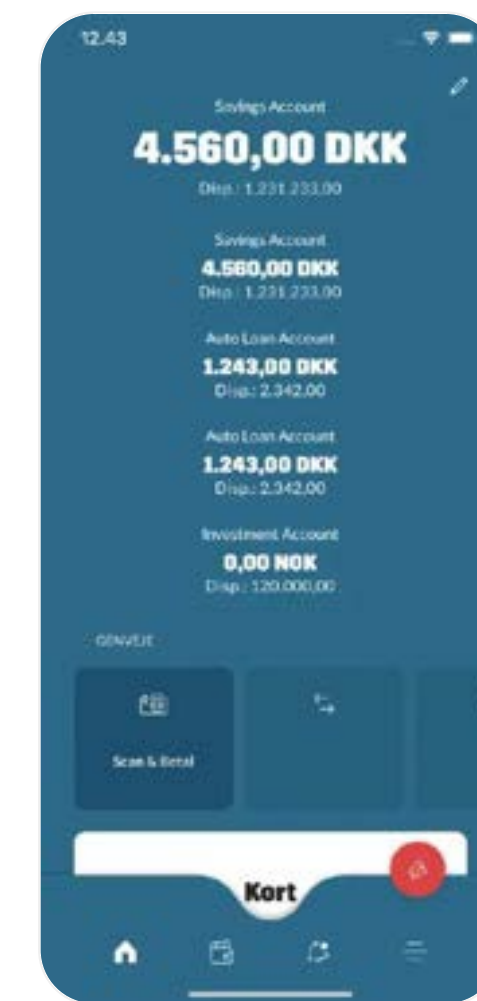 12.43
Savings Account
4.560,00 DKK
Disp.: 1.231.233,00
Savings Account
4.560,00 DKK
Disp.: 1.231.233,00
Auto Loan Account
1.243,00 DKK
Disp.: 2.342,00
Auto Loan Account
1.243,00 DKK
Disp.: 2.342,00
Investment Account
0,00 NOK
Disp.: 120.000,00
GENVEJE
Scan & Betal
Kort